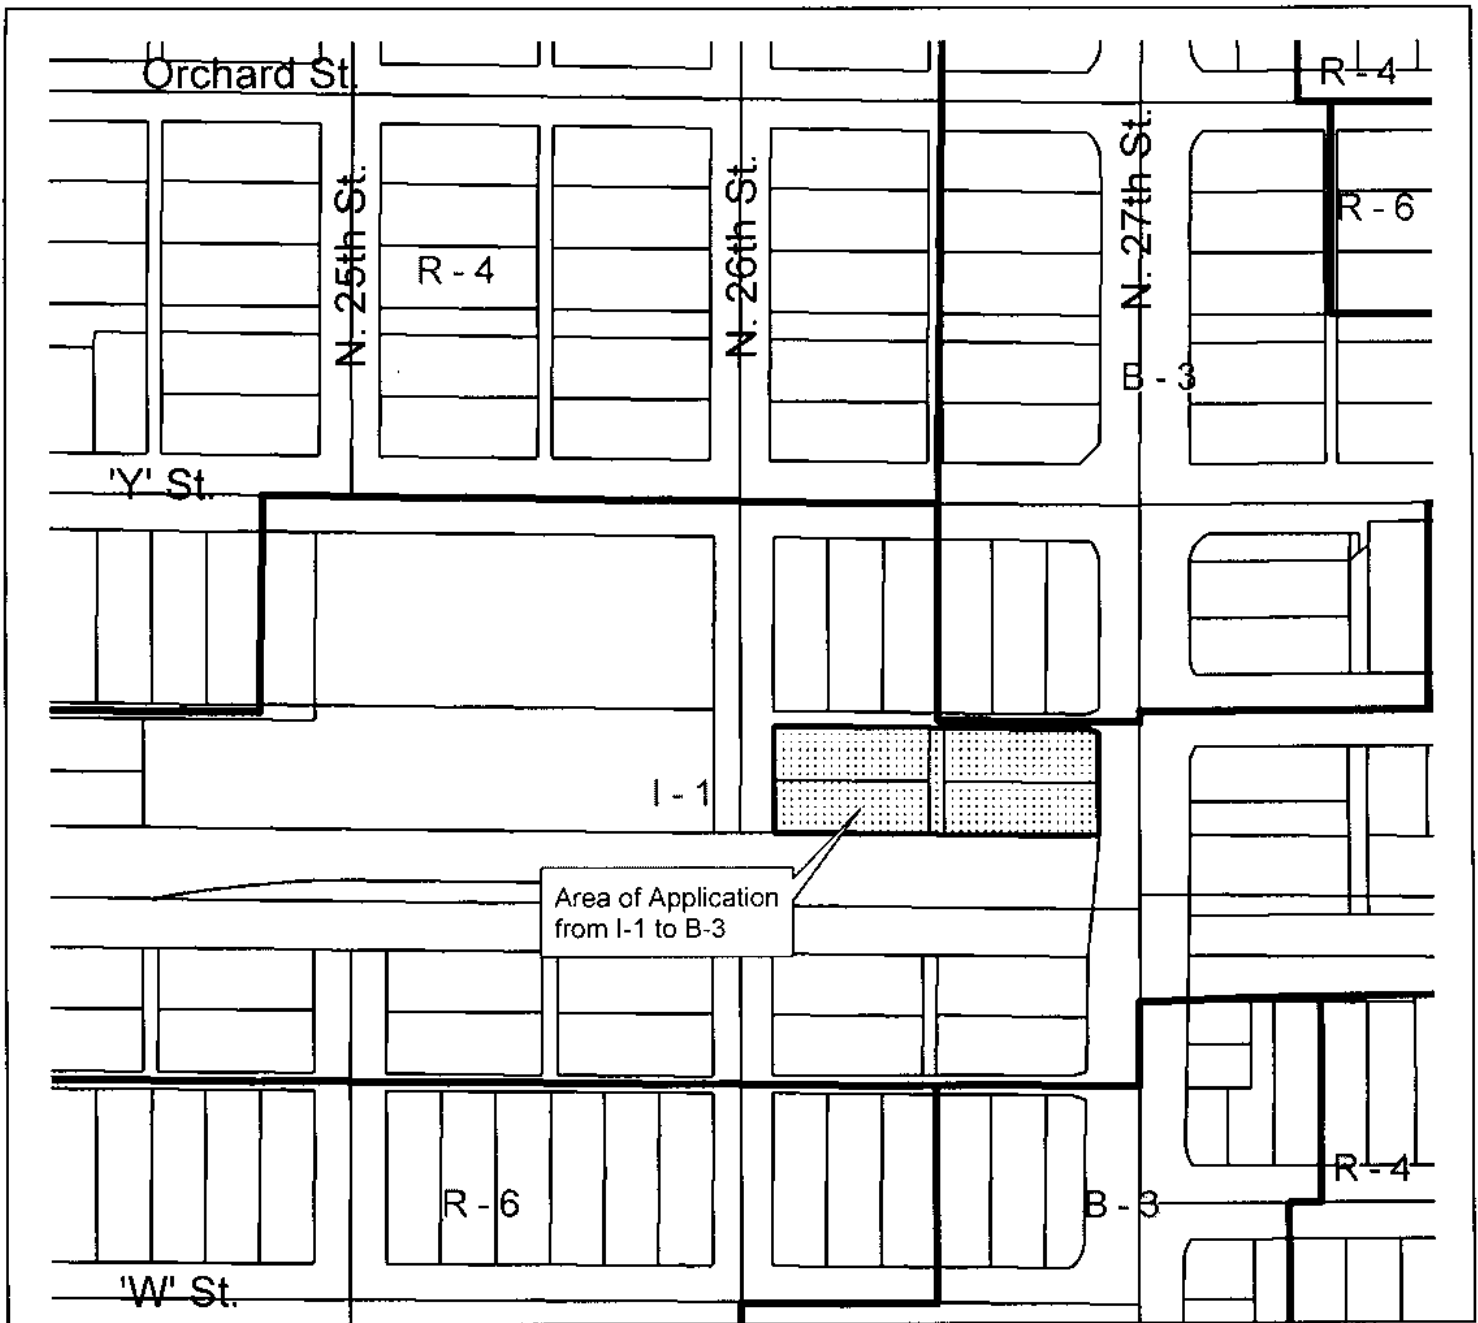 Orchard St.
R - 4
N. 25th St.
N. 26th St.
N. 27th St.
R - 6
R - 4
B - 3
'Y' St.
I - 1
Area of Application
from I-1 to B-3
R - 4
R - 6
B - 3
'W' St.